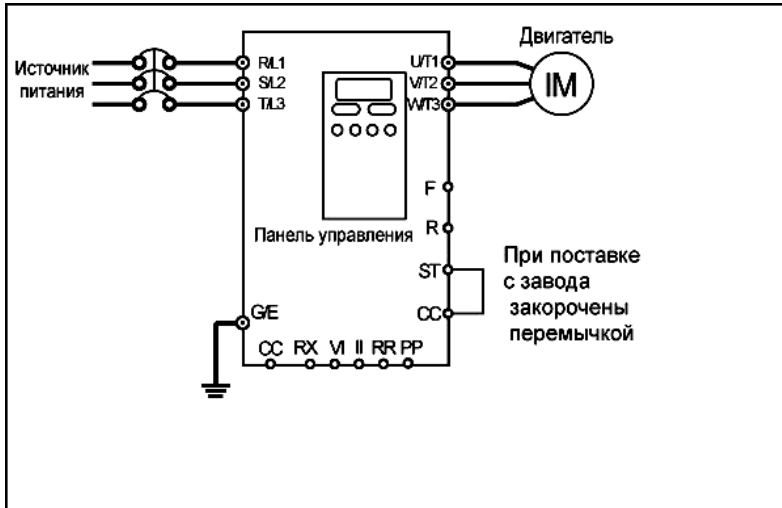 Двигатель
Источник
питания
R/L1
S/L2
T/L3
U/T1
V/T2
W/T3
IM
F
R
Панель управления
ST
CC
При поставке
с завода
закорочены
перемычкой
G/E
CC RX VI II RR PP